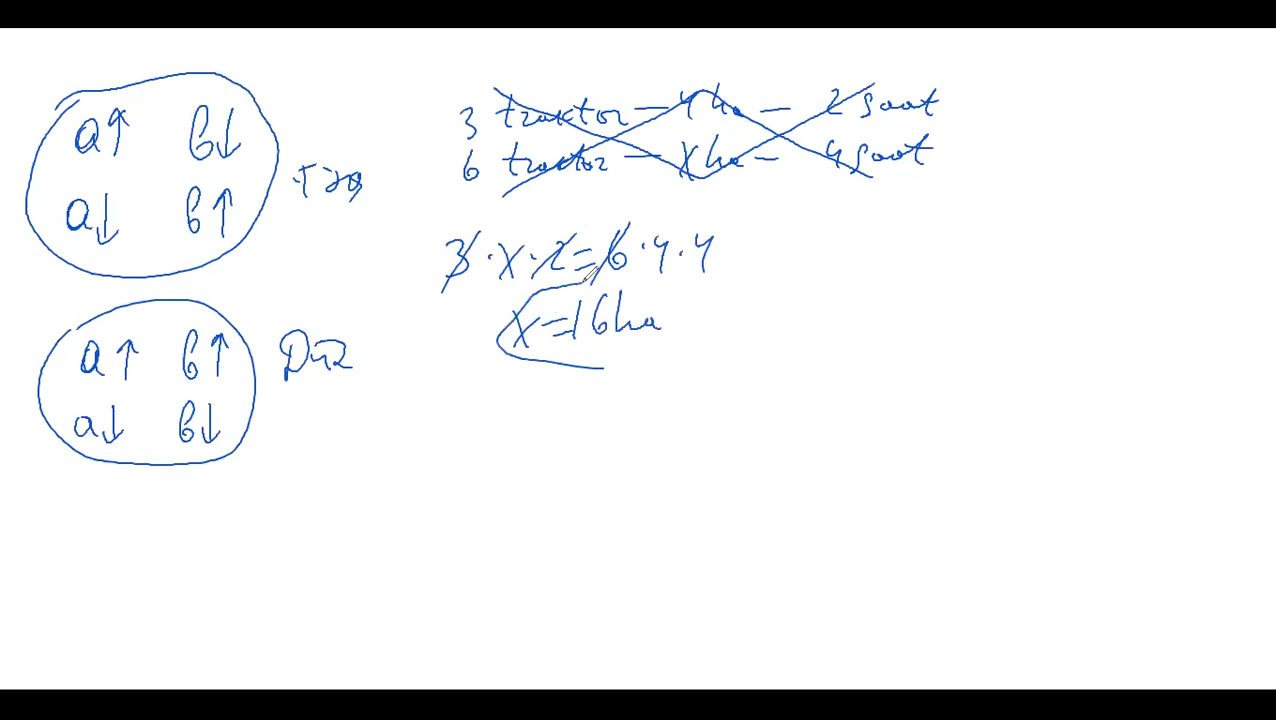 a↑ b↓
a↓ b↑
3 traktor — 4 ha — 2 soat
6 traktor — x ha — 4 soat
3 · x · 2 = 6 · 4 · 4
x = 16 ha
a↑ b↑
a↓ b↓